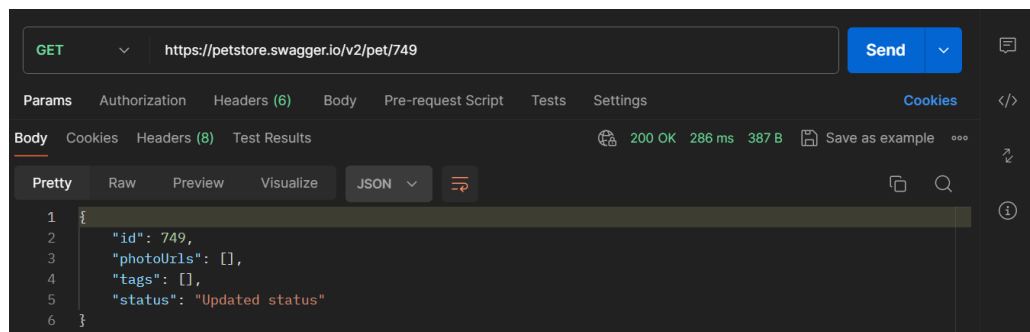 GET https://petstore.swagger.io/v2/pet/749 Send
Params Authorization Headers (6) Body Pre-request Script Tests Settings Cookies
Body Cookies Headers (8) Test Results 200 OK 286 ms 387 B Save as example
Pretty Raw Preview Visualize JSON
1 {
2 "id": 749,
3 "photoUrls": [],
4 "tags": [],
5 "status": "Updated status"
6 }